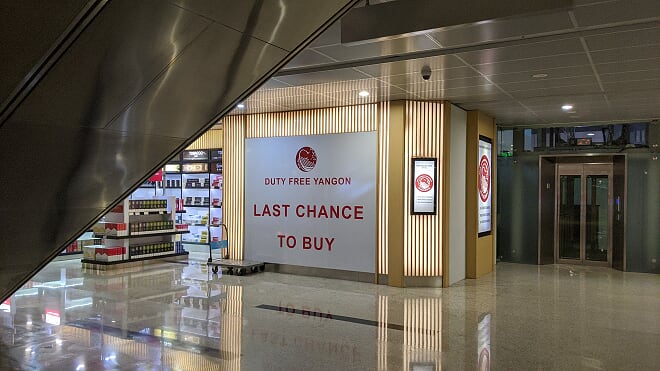 DUTY FREE YANGON
LAST CHANCE
TO BUY